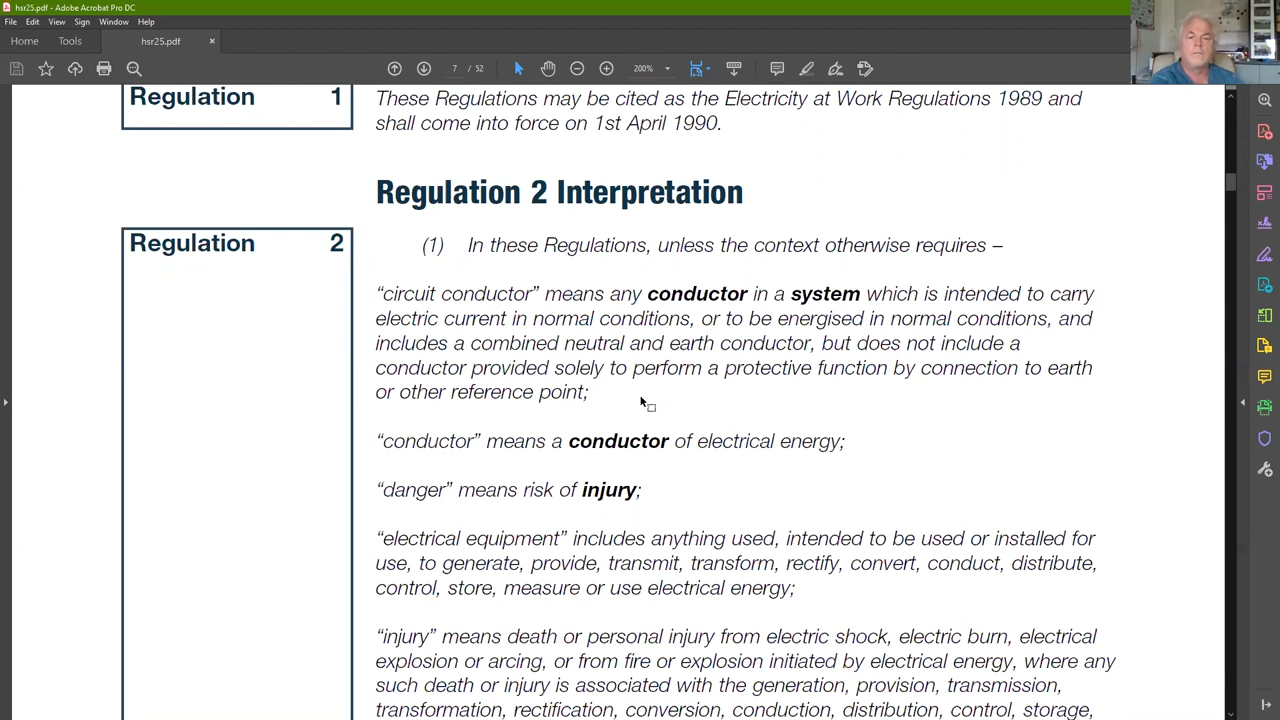 hsr25.pdf - Adobe Acrobat Pro DC
File Edit View Sign Window Help
Home Tools hsr25.pdf ×
7 / 52 200%
Regulation 1
These Regulations may be cited as the Electricity at Work Regulations 1989 and
shall come into force on 1st April 1990.
Regulation 2 Interpretation
Regulation 2
(1) In these Regulations, unless the context otherwise requires –
“circuit conductor” means any conductor in a system which is intended to carry
electric current in normal conditions, or to be energised in normal conditions, and
includes a combined neutral and earth conductor, but does not include a
conductor provided solely to perform a protective function by connection to earth
or other reference point;
“conductor” means a conductor of electrical energy;
“danger” means risk of injury;
“electrical equipment” includes anything used, intended to be used or installed for
use, to generate, provide, transmit, transform, rectify, convert, conduct, distribute,
control, store, measure or use electrical energy;
“injury” means death or personal injury from electric shock, electric burn, electrical
explosion or arcing, or from fire or explosion initiated by electrical energy, where any
such death or injury is associated with the generation, provision, transmission,
transformation, rectification, conversion, conduction, distribution, control, storage,